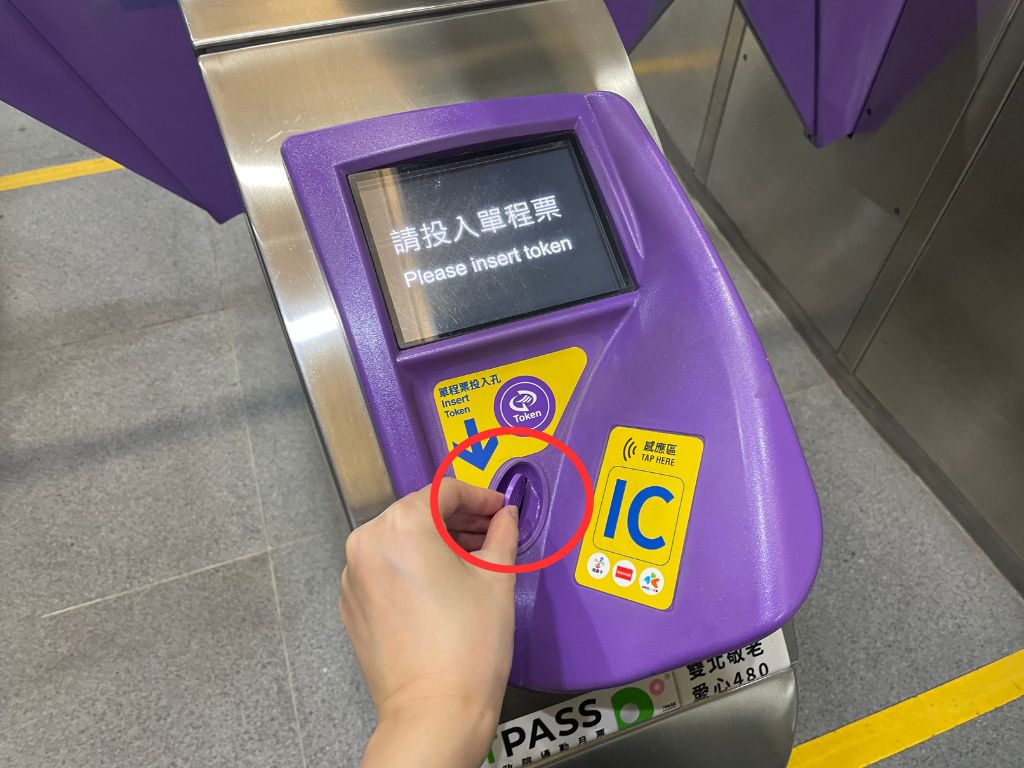 請投入單程票
Please insert token
單程票投入孔
Insert
Token
Token
感應區
TAP HERE
IC
TPASS
雙北敬老
愛心480